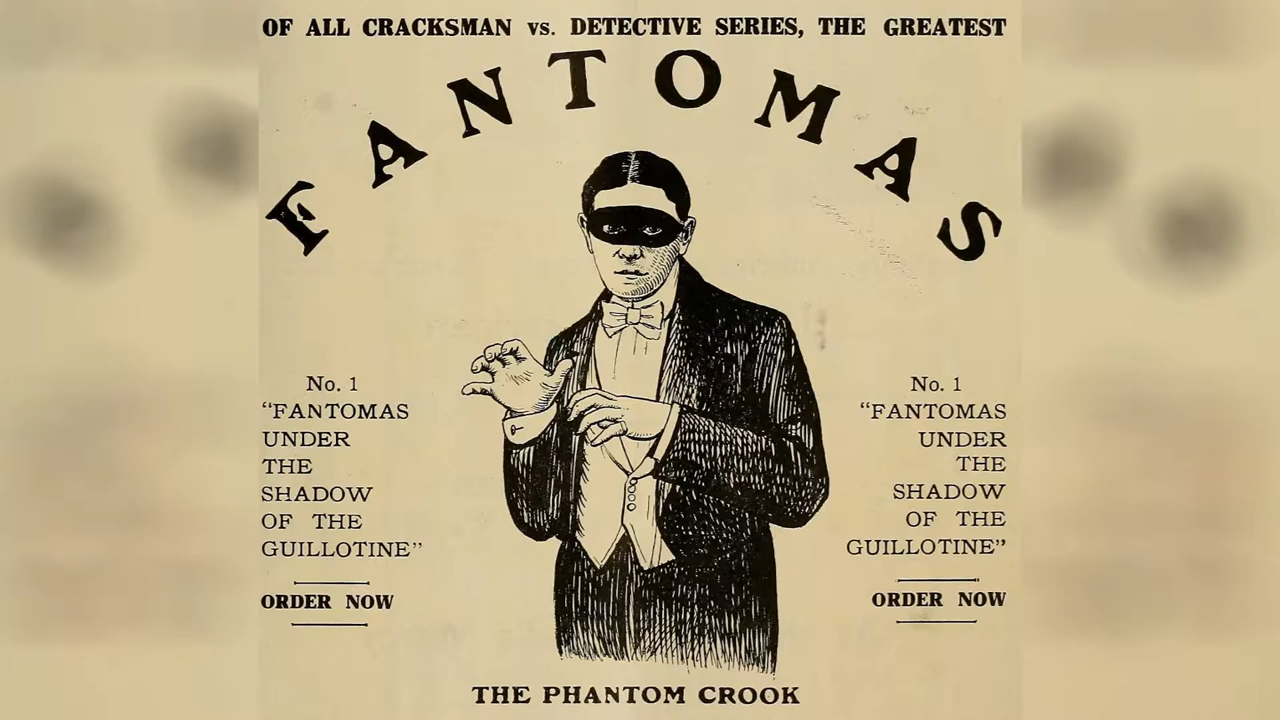 OF ALL CRACKSMAN vs. DETECTIVE SERIES, THE GREATEST
FANTOMAS
No. 1
“FANTOMAS
UNDER
THE
SHADOW
OF THE
GUILLOTINE”
ORDER NOW
No. 1
“FANTOMAS
UNDER
THE
SHADOW
OF THE
GUILLOTINE”
ORDER NOW
THE PHANTOM CROOK